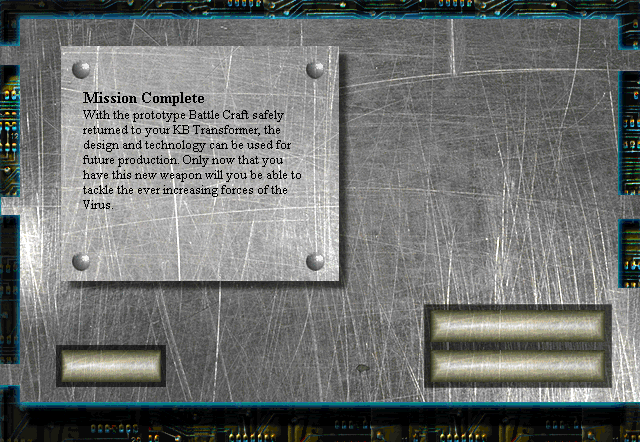 Mission Complete
With the prototype Battle Craft safely
returned to your KB Transformer, the
design and technology can be used for
future production. Only now that you
have this new weapon will you be able to
tackle the ever increasing forces of the
Virus.